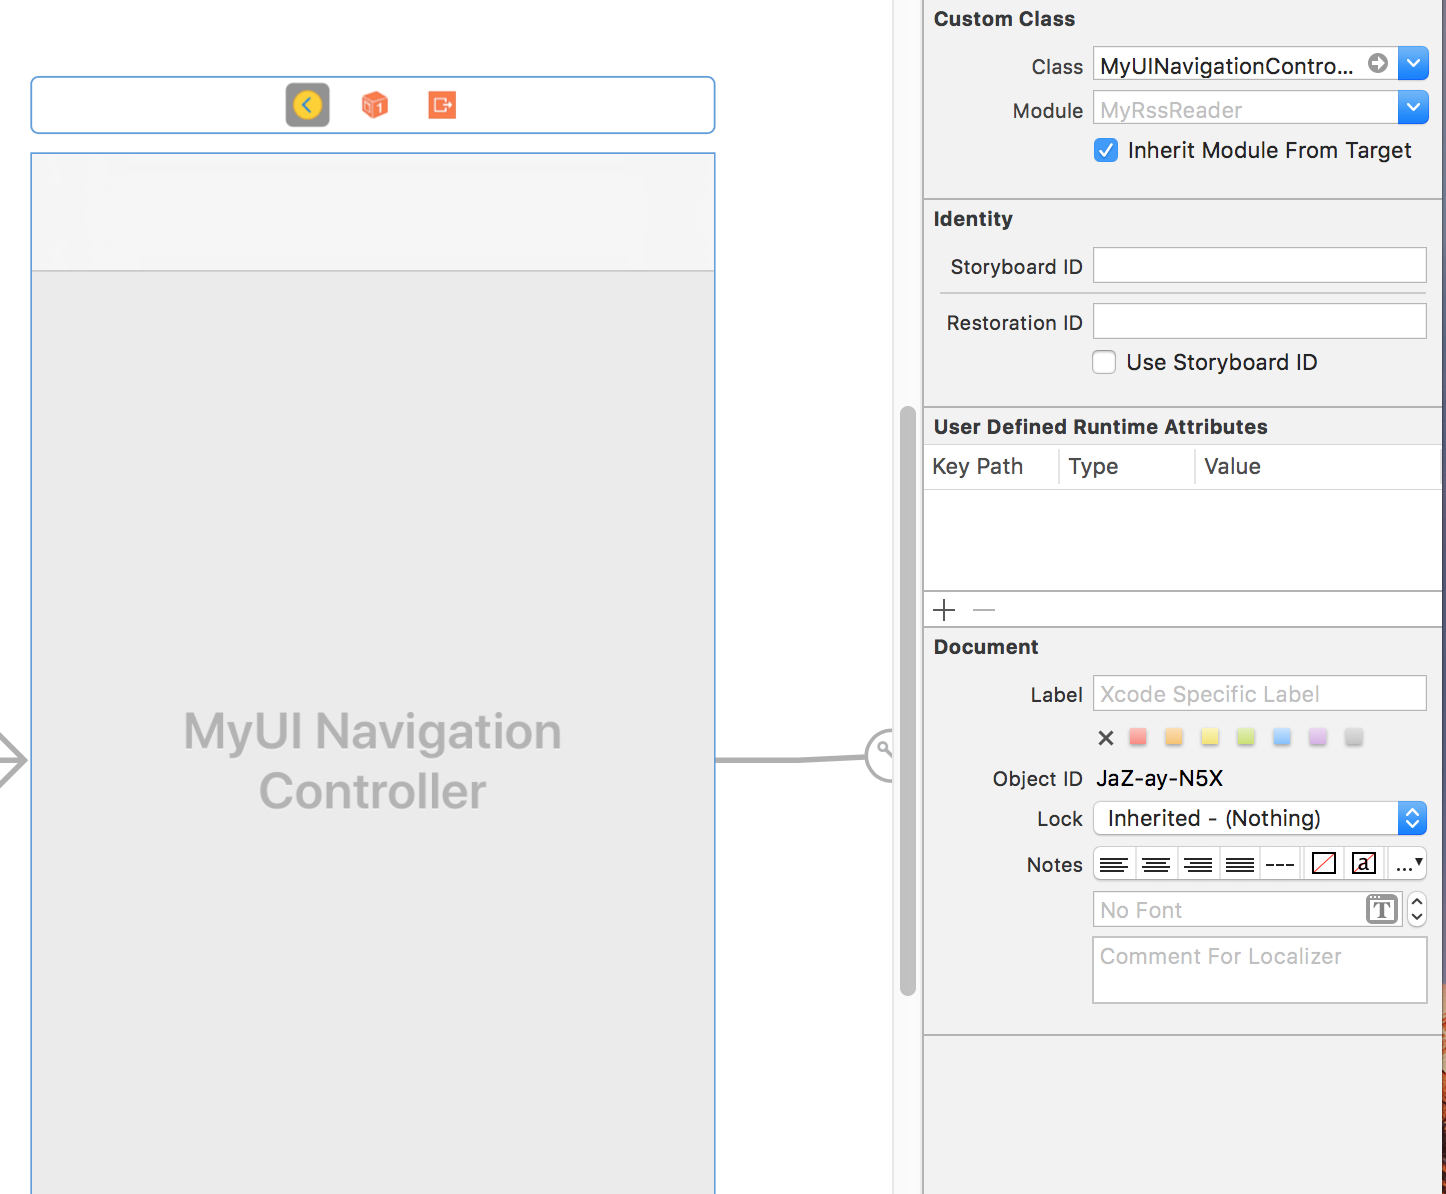 MyUI Navigation
Controller
Custom Class
Class MyUINavigationContro...
Module MyRssReader
Inherit Module From Target
Identity
Storyboard ID
Restoration ID
Use Storyboard ID
User Defined Runtime Attributes
Key Path Type Value
Document
Label Xcode Specific Label
Object ID JaZ-ay-N5X
Lock Inherited - (Nothing)
Notes --- a ...
No Font T
Comment For Localizer